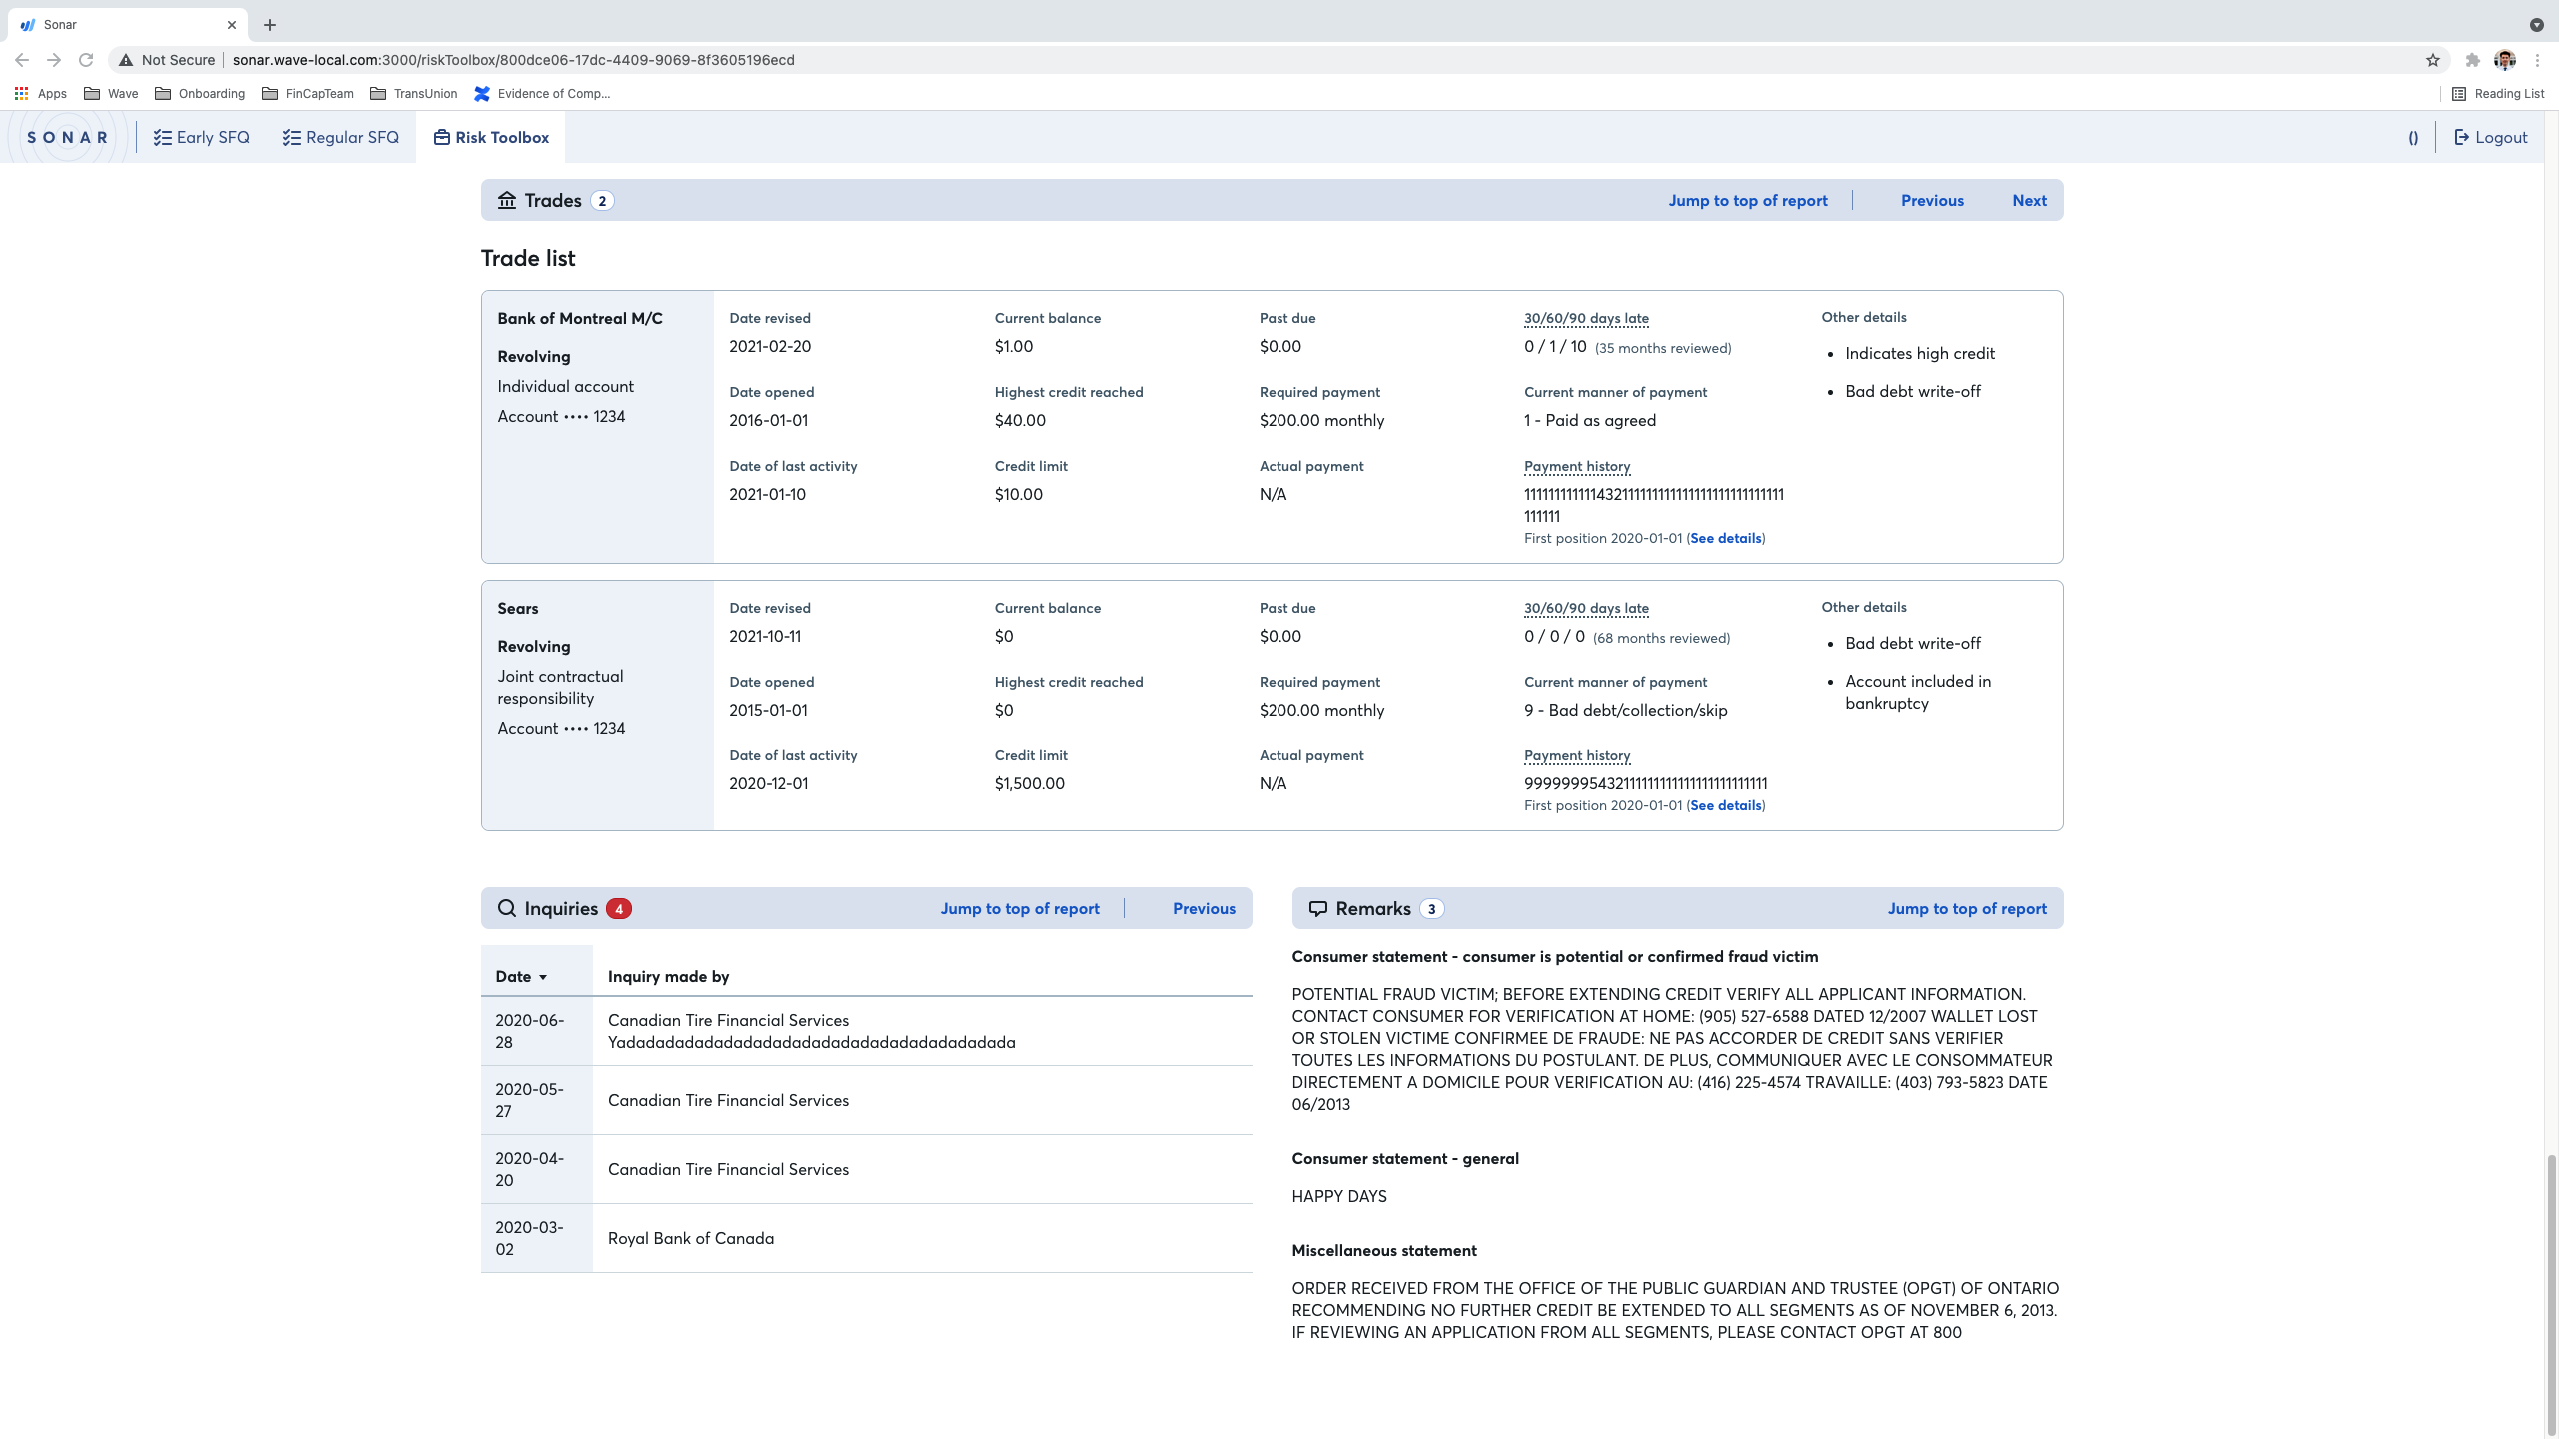 Sonar
Not Secure
sonar.wave-local.com:3000/riskToolbox/800dce06-17dc-4409-9069-8f3605196ecd
Apps
Wave
Onboarding
FinCapTeam
TransUnion
Evidence of Comp...
Reading List
SONAR
Early SFQ
Regular SFQ
Risk Toolbox
()
Logout
Trades 2
Jump to top of report
Previous
Next
Trade list
Bank of Montreal M/C
Revolving
Individual account
Account •••• 1234
Date revised
2021-02-20
Current balance
$1.00
Past due
$0.00
30/60/90 days late
0 / 1 / 10 (35 months reviewed)
Date opened
2016-01-01
Highest credit reached
$40.00
Required payment
$200.00 monthly
Current manner of payment
1 - Paid as agreed
Date of last activity
2021-01-10
Credit limit
$10.00
Actual payment
N/A
Payment history
111111
First position 2020-01-01 (See details)
Other details
• Indicates high credit
• Bad debt write-off
Sears
Revolving
Joint contractual
responsibility
Account •••• 1234
Date revised
2021-10-11
Current balance
$0
Past due
$0.00
30/60/90 days late
0 / 0 / 0 (68 months reviewed)
Date opened
2015-01-01
Highest credit reached
$0
Required payment
$200.00 monthly
Current manner of payment
9 - Bad debt/collection/skip
Date of last activity
2020-12-01
Credit limit
$1,500.00
Actual payment
N/A
Payment history
First position 2020-01-01 (See details)
Other details
• Bad debt write-off
• Account included in
bankruptcy
Inquiries 4
Jump to top of report
Previous
Date
Inquiry made by
2020-06-
28
Canadian Tire Financial Services
2020-05-
27
Canadian Tire Financial Services
2020-04-
20
Canadian Tire Financial Services
2020-03-
02
Royal Bank of Canada
Remarks 3
Jump to top of report
Consumer statement - consumer is potential or confirmed fraud victim
POTENTIAL FRAUD VICTIM; BEFORE EXTENDING CREDIT VERIFY ALL APPLICANT INFORMATION.
CONTACT CONSUMER FOR VERIFICATION AT HOME: (905) 527-6588 DATED 12/2007 WALLET LOST
OR STOLEN VICTIME CONFIRMEE DE FRAUDE: NE PAS ACCORDER DE CREDIT SANS VERIFIER
TOUTES LES INFORMATIONS DU POSTULANT. DE PLUS, COMMUNIQUER AVEC LE CONSOMMATEUR
DIRECTEMENT A DOMICILE POUR VERIFICATION AU: (416) 225-4574 TRAVAILLE: (403) 793-5823 DATE
06/2013
Consumer statement - general
HAPPY DAYS
Miscellaneous statement
ORDER RECEIVED FROM THE OFFICE OF THE PUBLIC GUARDIAN AND TRUSTEE (OPGT) OF ONTARIO
RECOMMENDING NO FURTHER CREDIT BE EXTENDED TO ALL SEGMENTS AS OF NOVEMBER 6, 2013.
IF REVIEWING AN APPLICATION FROM ALL SEGMENTS, PLEASE CONTACT OPGT AT 800